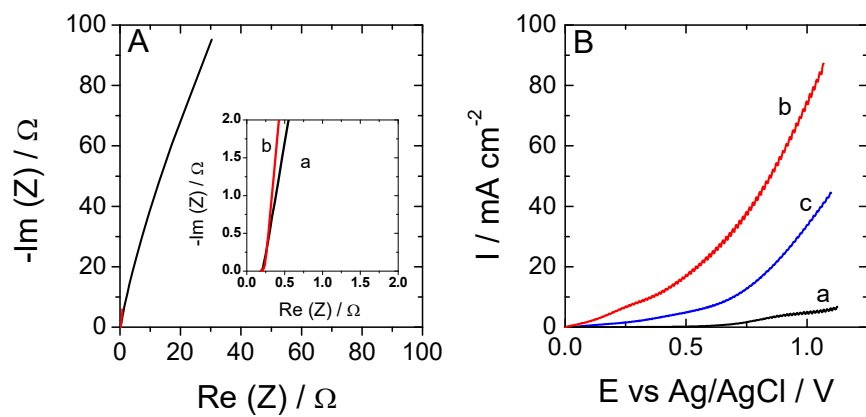 A
100
80
60
40
20
0
-Im (Z) / Ω
0 20 40 60 80 100
Re (Z) / Ω
2.0
1.5
1.0
0.5
0.0
-Im (Z) / Ω
b
a
0.0 0.5 1.0 1.5 2.0
Re (Z) / Ω
B
100
80
60
40
20
0
I / mA cm⁻²
b
c
a
0.0 0.5 1.0
E vs Ag/AgCl / V